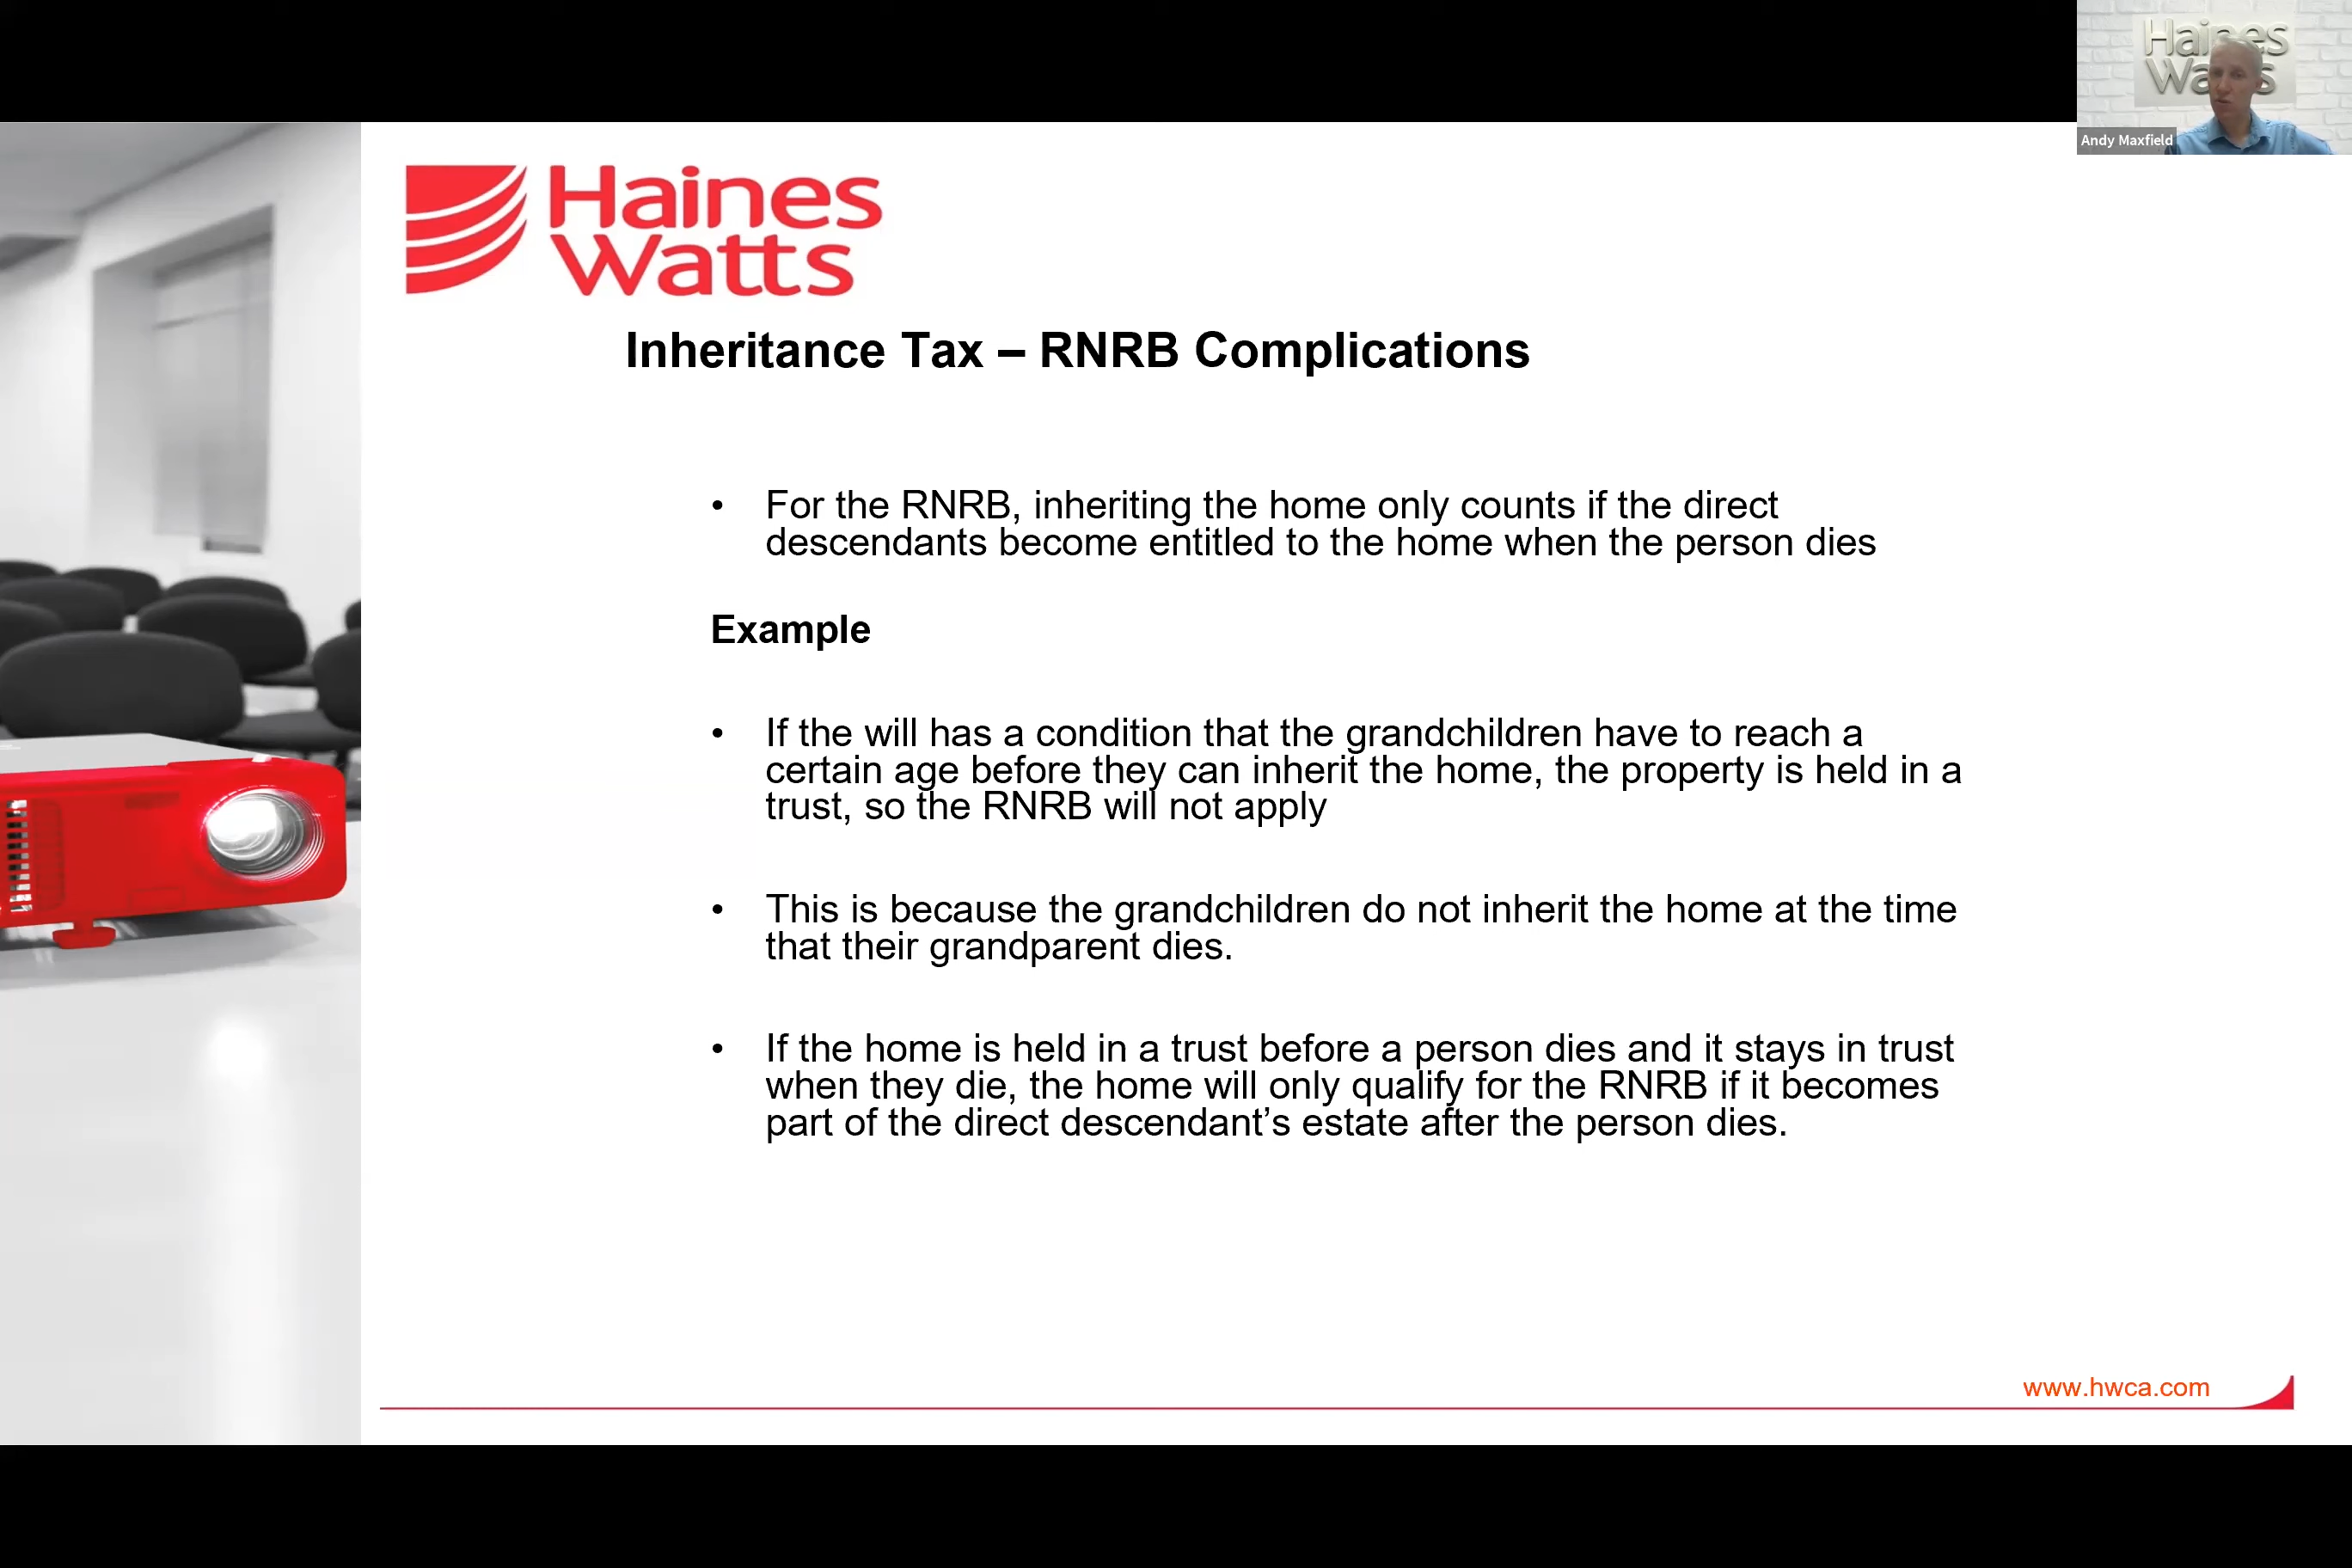 Haines
Watts
Andy Maxfield
Haines
Watts
Inheritance Tax – RNRB Complications
• For the RNRB, inheriting the home only counts if the direct
descendants become entitled to the home when the person dies
Example
• If the will has a condition that the grandchildren have to reach a
certain age before they can inherit the home, the property is held in a
trust, so the RNRB will not apply
• This is because the grandchildren do not inherit the home at the time
that their grandparent dies.
• If the home is held in a trust before a person dies and it stays in trust
when they die, the home will only qualify for the RNRB if it becomes
part of the direct descendant’s estate after the person dies.
www.hwca.com